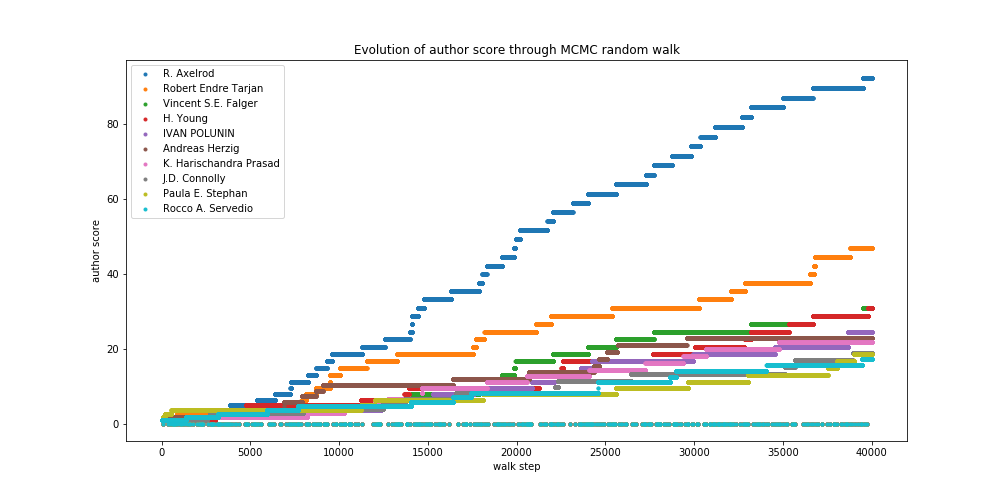 Evolution of author score through MCMC random walk
R. Axelrod
Robert Endre Tarjan
Vincent S.E. Falger
H. Young
IVAN POLUNIN
Andreas Herzig
K. Harischandra Prasad
J.D. Connolly
Paula E. Stephan
Rocco A. Servedio
author score
80
60
40
20
0
0 5000 10000 15000 20000 25000 30000 35000 40000
walk step